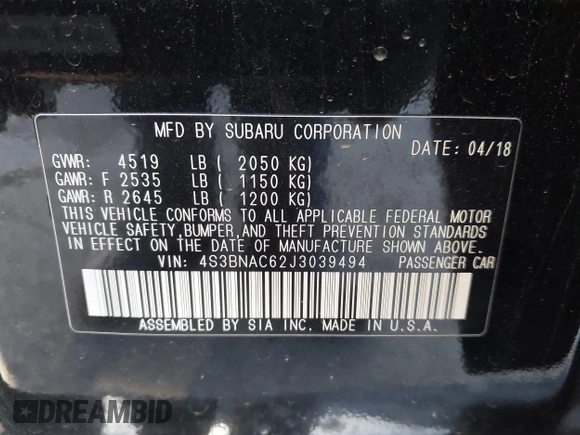 MFD BY SUBARU CORPORATION
DATE: 04/18
GVWR: 4519 LB ( 2050 KG)
GAWR: F 2535 LB ( 1150 KG)
GAWR: R 2645 LB ( 1200 KG)
THIS VEHICLE CONFORMS TO ALL APPLICABLE FEDERAL MOTOR
VEHICLE SAFETY, BUMPER, AND THEFT PREVENTION STANDARDS
IN EFFECT ON THE DATE OF MANUFACTURE SHOWN ABOVE.
VIN: 4S3BNAC62J3039494 PASSENGER CAR
ASSEMBLED BY SIA INC. MADE IN U.S.A.
DREAMBID